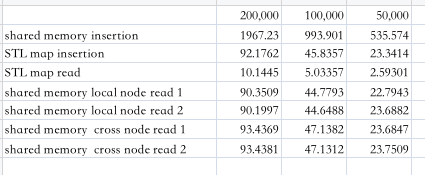 200,000 100,000 50,000
shared memory insertion 1967.23 993.901 535.574
STL map insertion 92.1762 45.8357 23.3414
STL map read 10.1445 5.03357 2.59301
shared memory local node read 1 90.3509 44.7793 22.7943
shared memory local node read 2 90.1997 44.6488 23.6882
shared memory cross node read 1 93.4369 47.1382 23.6847
shared memory cross node read 2 93.4381 47.1312 23.7509